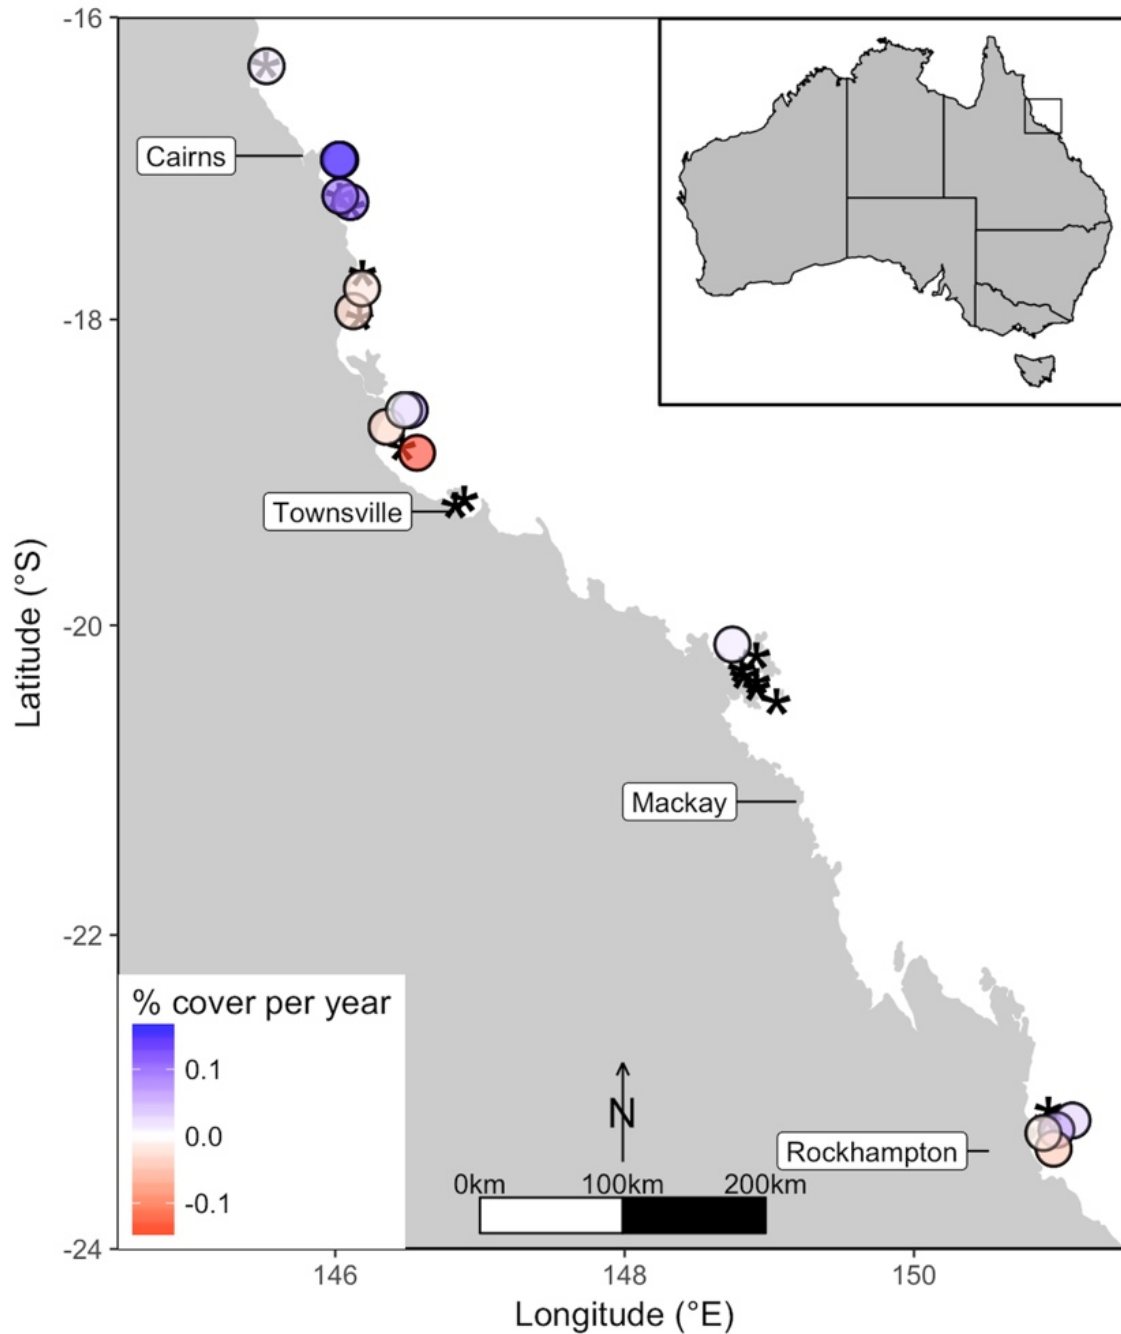 -16
Cairns
-18
Townsville
Latitude (°S)
-20
Mackay
-22
% cover per year
0.1
0.0
-0.1
N
Rockhampton
0km 100km 200km
-24
146 148 150
Longitude (°E)